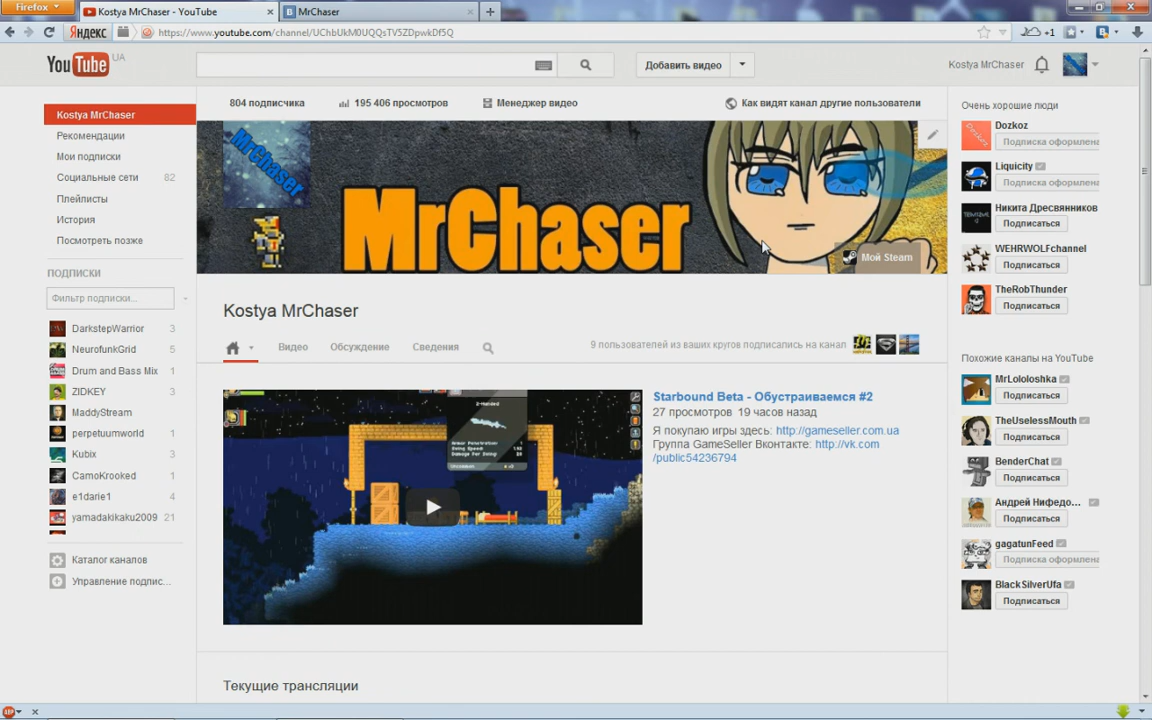 Firefox
Kostya MrChaser - YouTube
MrChaser
Яндекс
https://www.youtube.com/channel/UChbUkM0UQQsTV5ZDpwkDf5Q
+1
YouTube UA
Добавить видео
Kostya MrChaser
Kostya MrChaser
Рекомендации
Мои подписки
Социальные сети 82
Плейлисты
История
Посмотреть позже
ПОДПИСКИ
Фильтр подписки...
DarkstepWarrior 3
NeurofunkGrid 5
Drum and Bass Mix 1
ZIDKEY 3
MaddyStream
perpetuumworld 1
Kubix 3
CamoKrooked 1
e1darie1 4
yamadakikaku2009 21
Каталог каналов
Управление подпис...
804 подписчика
195 406 просмотров
Менеджер видео
Как видят канал другие пользователи
MrChaser
MrChaser
Мой Steam
Kostya MrChaser
Видео
Обсуждение
Сведения
9 пользователей из ваших кругов подписались на канал
2-Handed
Starbound Beta - Обустраиваемся #2
27 просмотров 19 часов назад
Я покупаю игры здесь: http://gameseller.com.ua
Группа GameSeller Вконтакте: http://vk.com
/public54236794
Текущие трансляции
Очень хорошие люди
Dozkoz
Подписка оформлена
Liquicity
Подписка оформлена
Никита Дресвянников
Подписаться
WEHRWOLFchannel
Подписаться
TheRobThunder
Подписаться
Похожие каналы на YouTube
MrLololoshka
Подписаться
TheUselessMouth
Подписаться
BenderChat
Подписаться
Андрей Нифедо...
Подписаться
gagatunFeed
Подписка оформлена
BlackSilverUfa
Подписаться